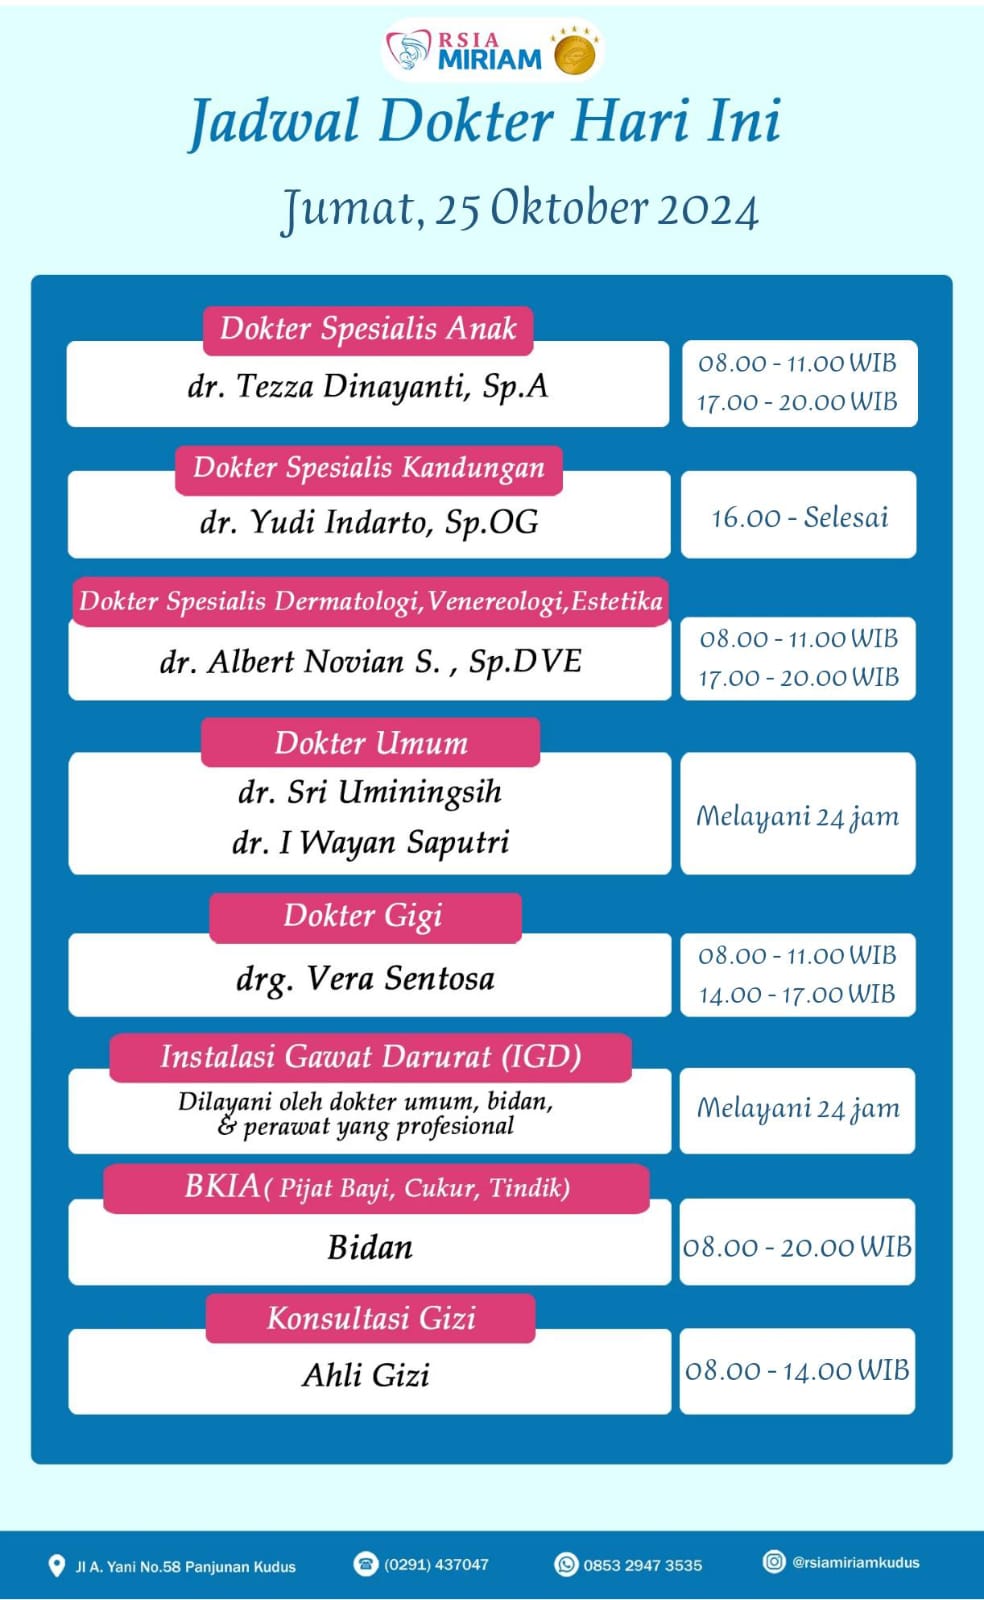 RSIA
MIRIAM
Jadwal Dokter Hari Ini
Jumat, 25 Oktober 2024
Dokter Spesialis Anak
dr. Tezza Dinayanti, Sp.A
08.00 - 11.00 WIB
17.00 - 20.00 WIB
Dokter Spesialis Kandungan
dr. Yudi Indarto, Sp.OG
16.00 - Selesai
Dokter Spesialis Dermatologi,Venereologi,Estetika
dr. Albert Novian S. , Sp.DVE
08.00 - 11.00 WIB
17.00 - 20.00 WIB
Dokter Umum
dr. Sri Uminingsih
dr. I Wayan Saputri
Melayani 24 jam
Dokter Gigi
drg. Vera Sentosa
08.00 - 11.00 WIB
14.00 - 17.00 WIB
Instalasi Gawat Darurat (IGD)
Dilayani oleh dokter umum, bidan,
& perawat yang profesional
Melayani 24 jam
BKIA( Pijat Bayi, Cukur, Tindik)
Bidan
08.00 - 20.00 WIB
Konsultasi Gizi
Ahli Gizi
08.00 - 14.00 WIB
Jl A. Yani No.58 Panjunan Kudus
(0291) 437047
0853 2947 3535
@rsiamiriamkudus